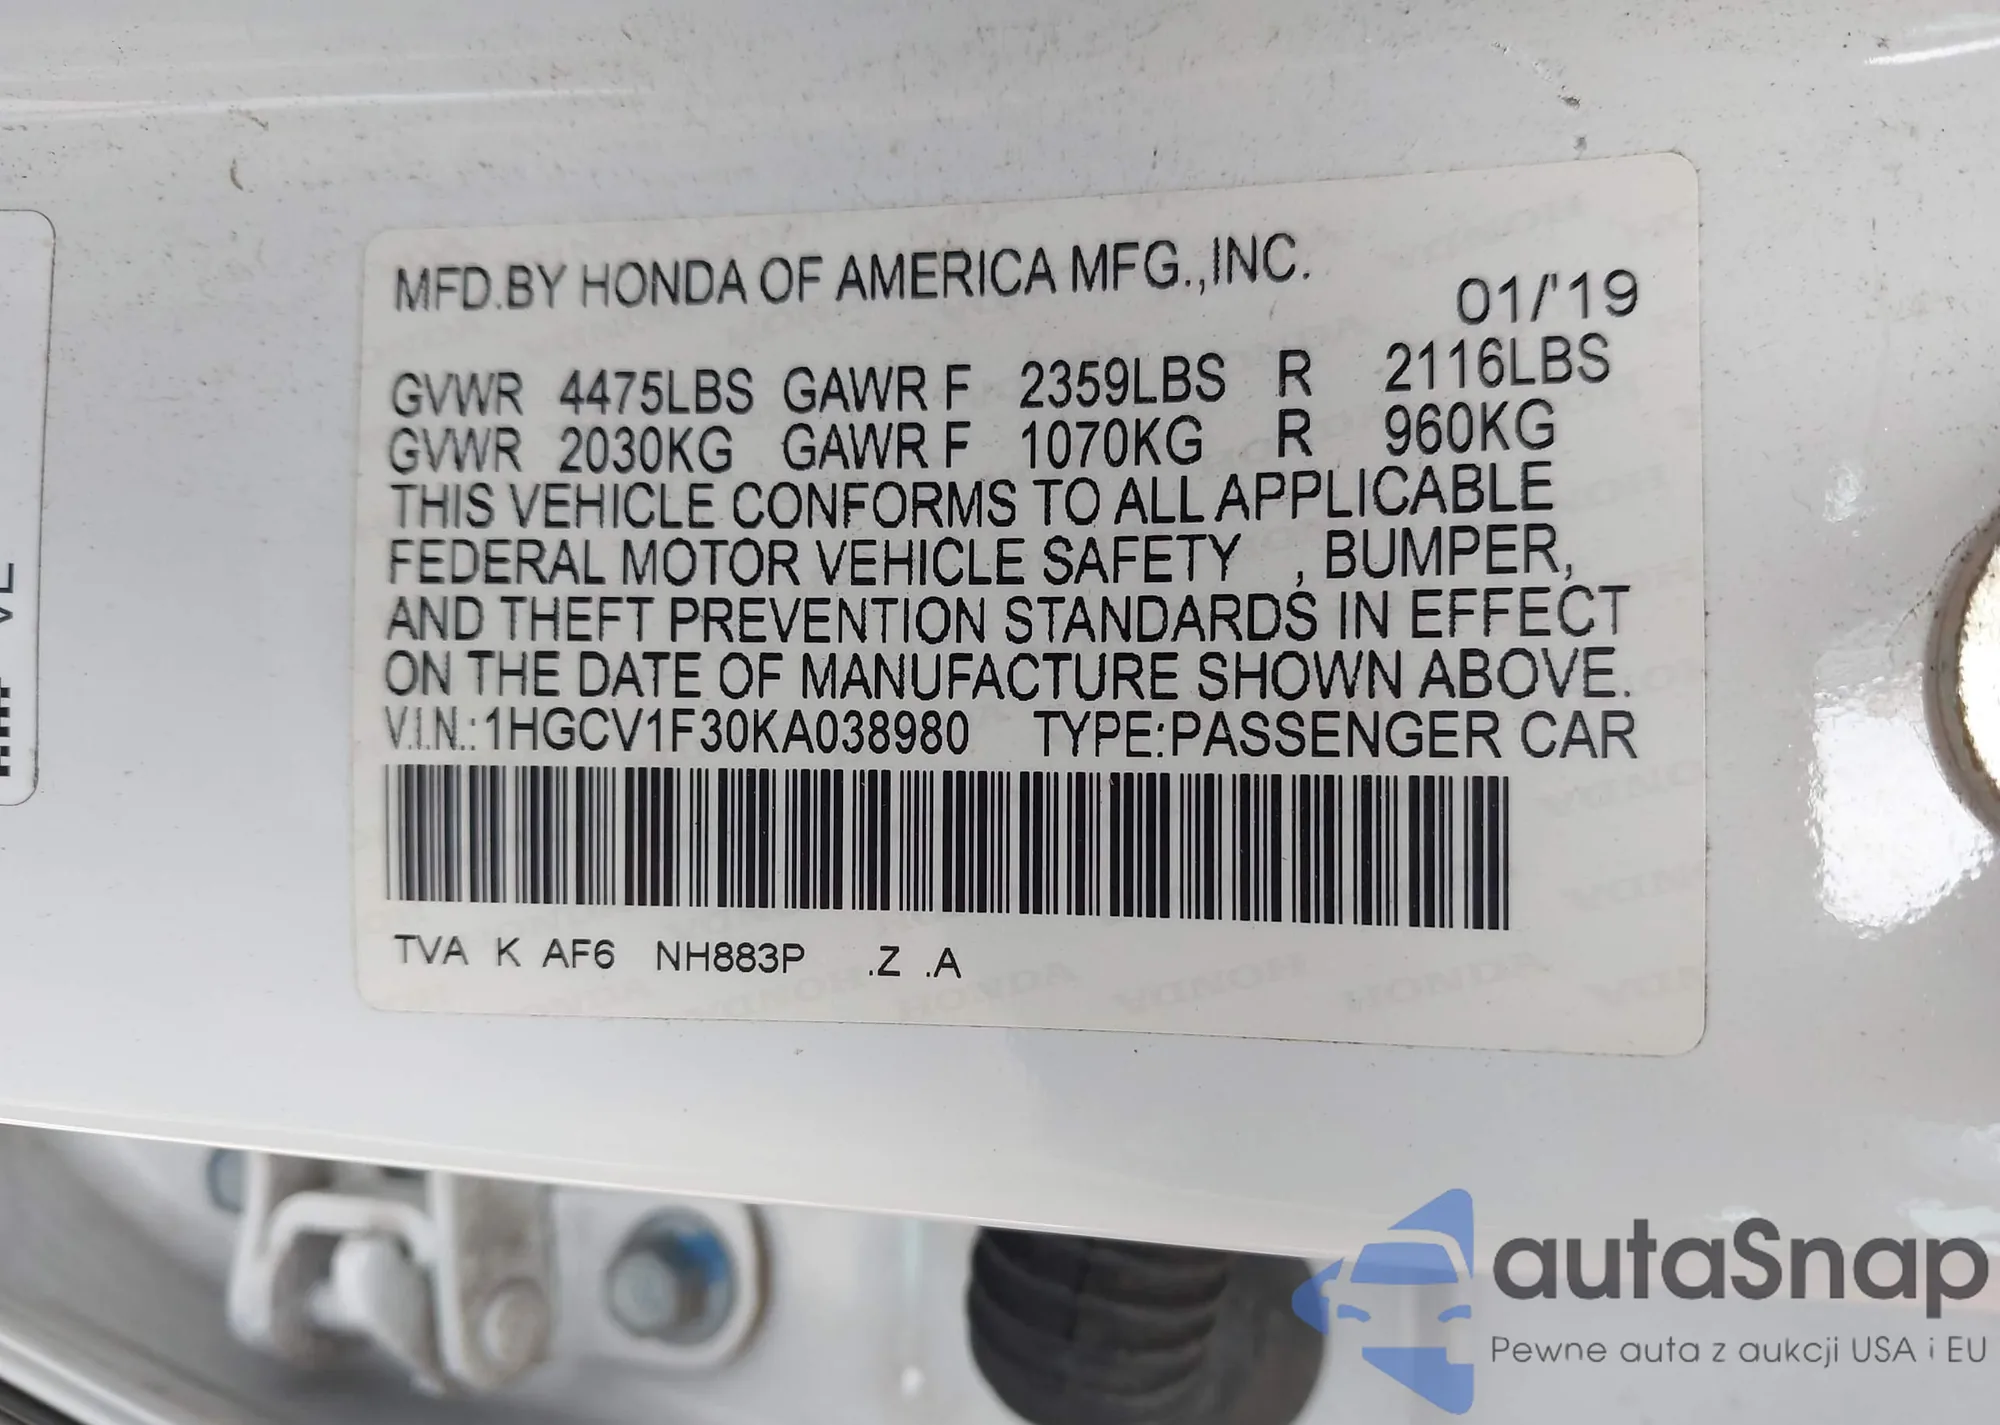 MFD.BY HONDA OF AMERICA MFG.,INC.
01/'19
GVWR 4475LBS GAWR F 2359LBS R 2116LBS
GVWR 2030KG GAWR F 1070KG R 960KG
THIS VEHICLE CONFORMS TO ALL APPLICABLE
FEDERAL MOTOR VEHICLE SAFETY , BUMPER,
AND THEFT PREVENTION STANDARDS IN EFFECT
ON THE DATE OF MANUFACTURE SHOWN ABOVE.
V.I.N.:1HGCV1F30KA038980 TYPE:PASSENGER CAR
TVA K AF6 NH883P .Z .A
autaSnap
Pewne auta z aukcji USA i EU